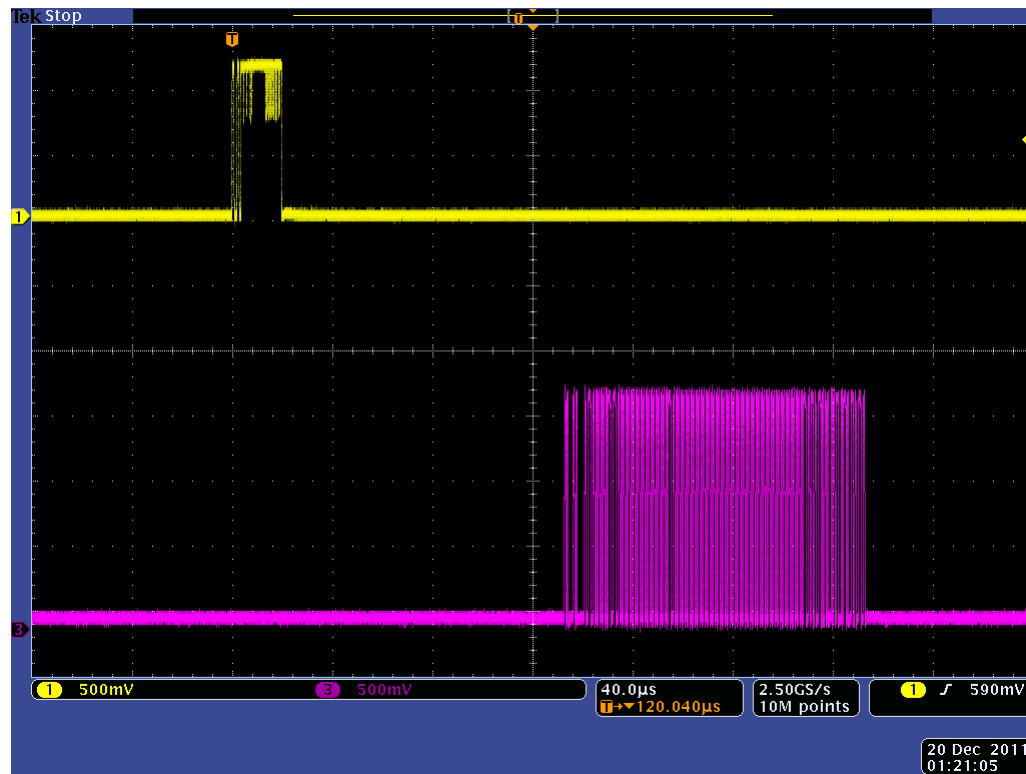 Tek Stop
T
T
1
3
1 500mV 3 500mV 40.0µs 2.50GS/s 1 590mV
T→▼120.040µs 10M points
20 Dec 2011
01:21:05